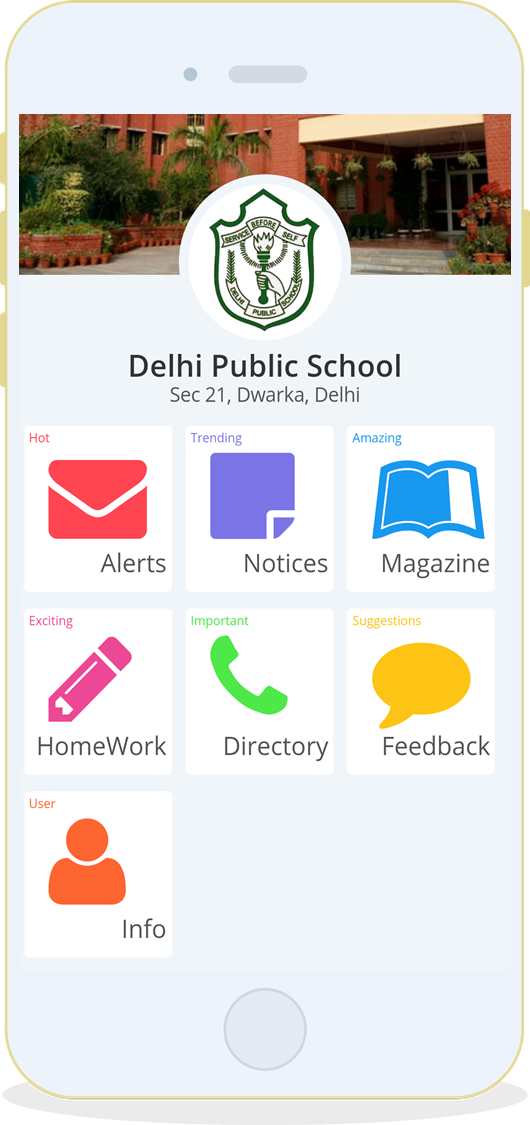 SERVICE BEFORE SELF
DELHI PUBLIC SCHOOL
Delhi Public School
Sec 21, Dwarka, Delhi
Hot
Alerts
Trending
Notices
Amazing
Magazine
Exciting
HomeWork
Important
Directory
Suggestions
Feedback
User
Info